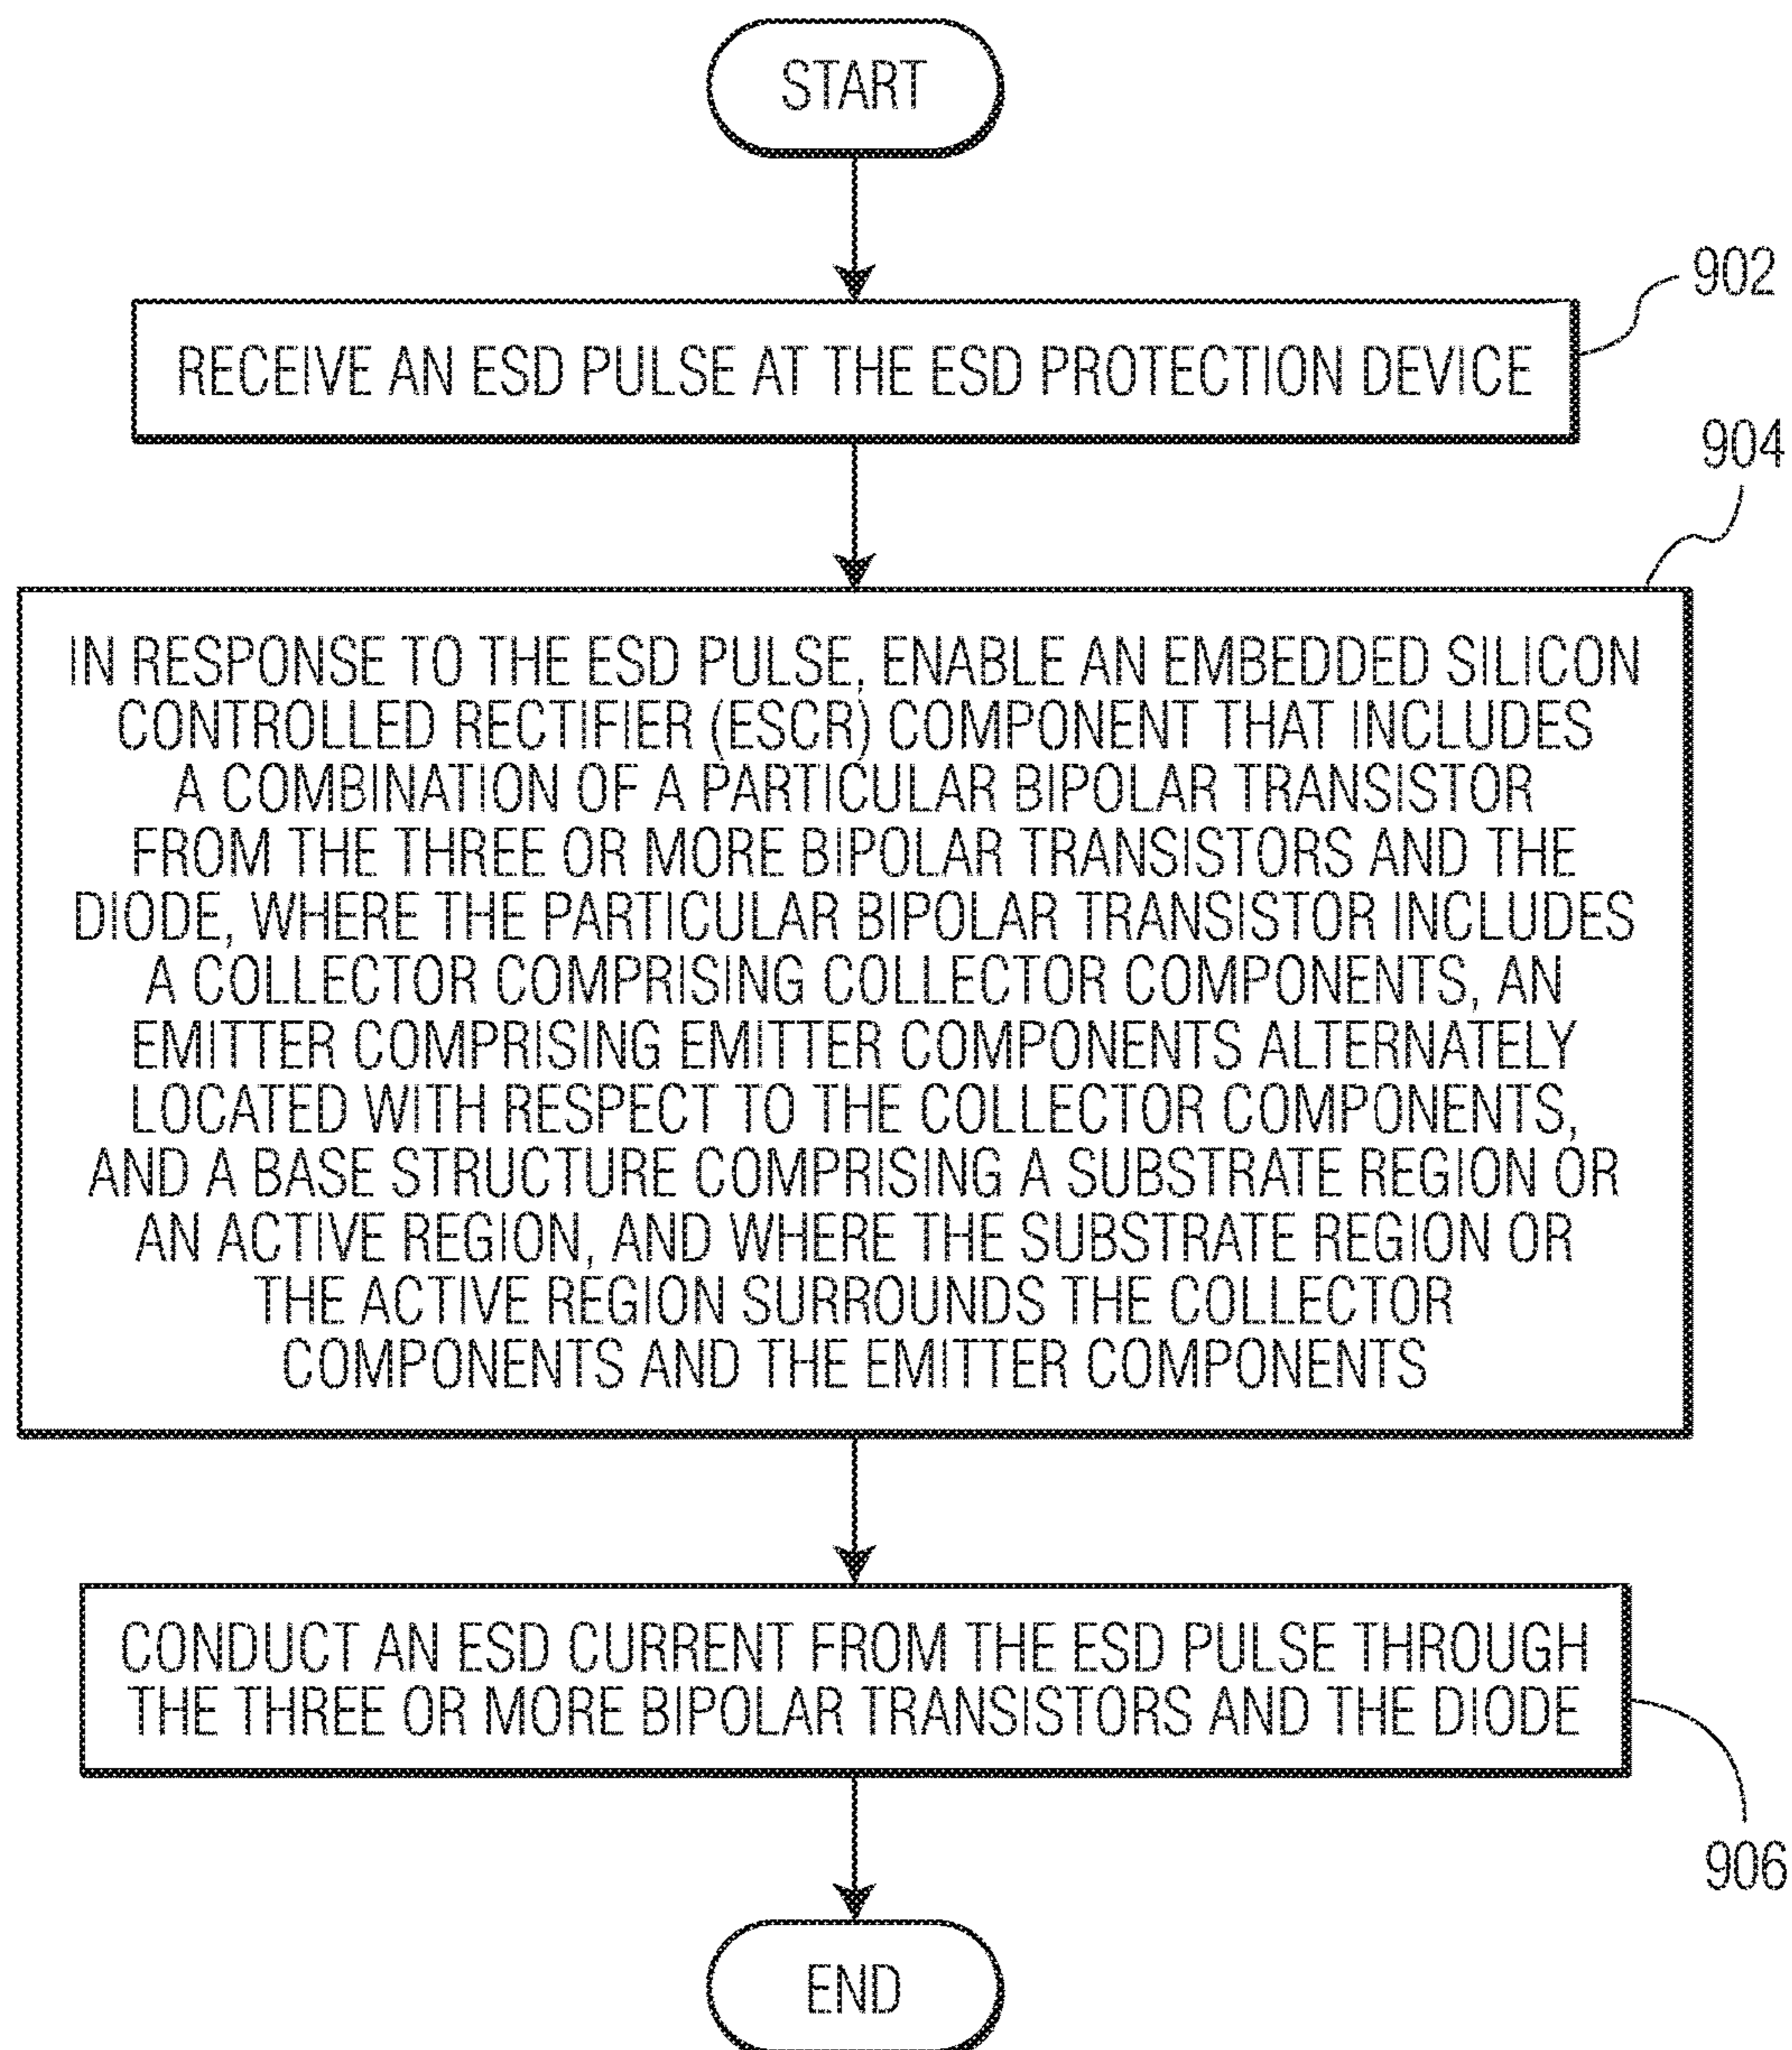 START
902
RECEIVE AN ESD PULSE AT THE ESD PROTECTION DEVICE
904
IN RESPONSE TO THE ESD PULSE, ENABLE AN EMBEDDED SILICON
CONTROLLED RECTIFIER (ESCR) COMPONENT THAT INCLUDES
A COMBINATION OF A PARTICULAR BIPOLAR TRANSISTOR
FROM THE THREE OR MORE BIPOLAR TRANSISTORS AND THE
DIODE, WHERE THE PARTICULAR BIPOLAR TRANSISTOR INCLUDES
A COLLECTOR COMPRISING COLLECTOR COMPONENTS, AN
EMITTER COMPRISING EMITTER COMPONENTS ALTERNATELY
LOCATED WITH RESPECT TO THE COLLECTOR COMPONENTS,
AND A BASE STRUCTURE COMPRISING A SUBSTRATE REGION OR
AN ACTIVE REGION, AND WHERE THE SUBSTRATE REGION OR
THE ACTIVE REGION SURROUNDS THE COLLECTOR
COMPONENTS AND THE EMITTER COMPONENTS
CONDUCT AN ESD CURRENT FROM THE ESD PULSE THROUGH
THE THREE OR MORE BIPOLAR TRANSISTORS AND THE DIODE
906
END